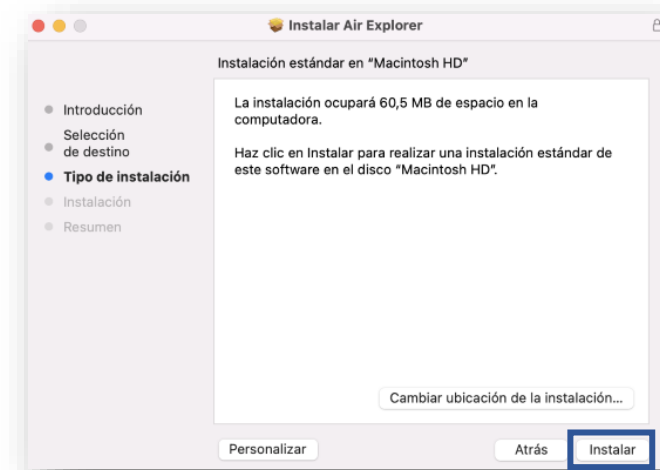 Instalar Air Explorer
Instalación estándar en “Macintosh HD”
Introducción
Selección
de destino
Tipo de instalación
Instalación
Resumen
La instalación ocupará 60,5 MB de espacio en la
computadora.
Haz clic en Instalar para realizar una instalación estándar de
este software en el disco “Macintosh HD”.
Cambiar ubicación de la instalación...
Personalizar
Atrás
Instalar